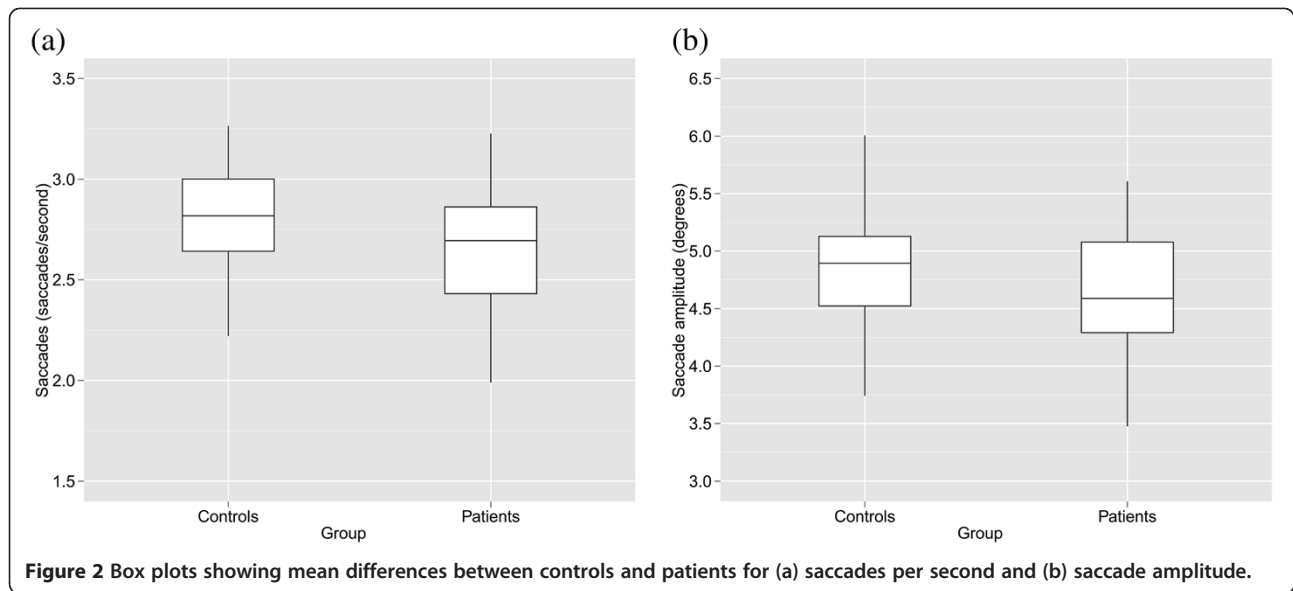 (a)
3.5
3.0
2.5
2.0
1.5
Saccades (saccades/second)
Controls
Patients
Group
(b)
6.5
6.0
5.5
5.0
4.5
4.0
3.5
3.0
Saccade amplitude (degrees)
Controls
Patients
Group
Figure 2 Box plots showing mean differences between controls and patients for (a) saccades per second and (b) saccade amplitude.